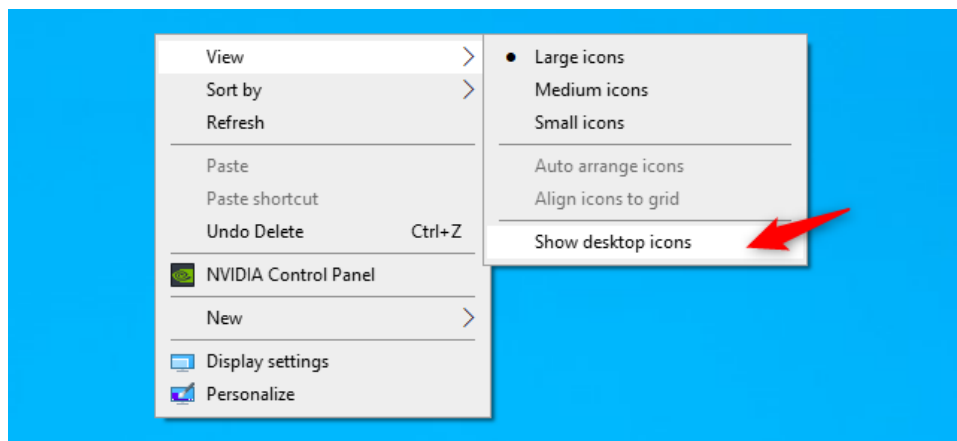 View
Sort by
Refresh
Paste
Paste shortcut
Undo Delete Ctrl+Z
NVIDIA Control Panel
New
Display settings
Personalize
Large icons
Medium icons
Small icons
Auto arrange icons
Align icons to grid
Show desktop icons